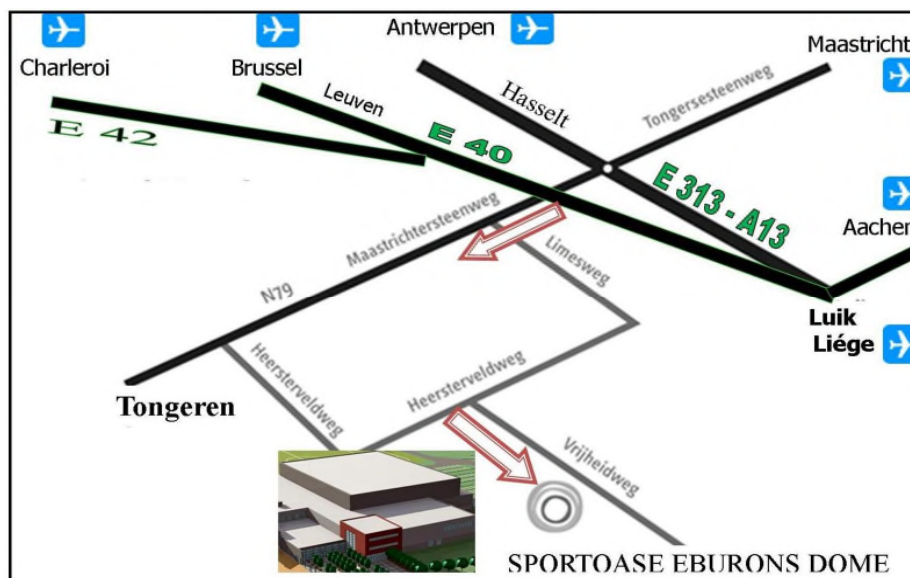 Antwerpen
Charleroi
Brussel
Maastricht
Leuven
Hasselt
Tongersesteenweg
E 42
E 40
E 313 - A13
Maastrichtersteenweg
Aachen
Limesweg
N79
Luik
Liége
Heersterveldweg
Heersterveldweg
Tongeren
Vrijheidweg
SPORTOASE EBURONS DOME